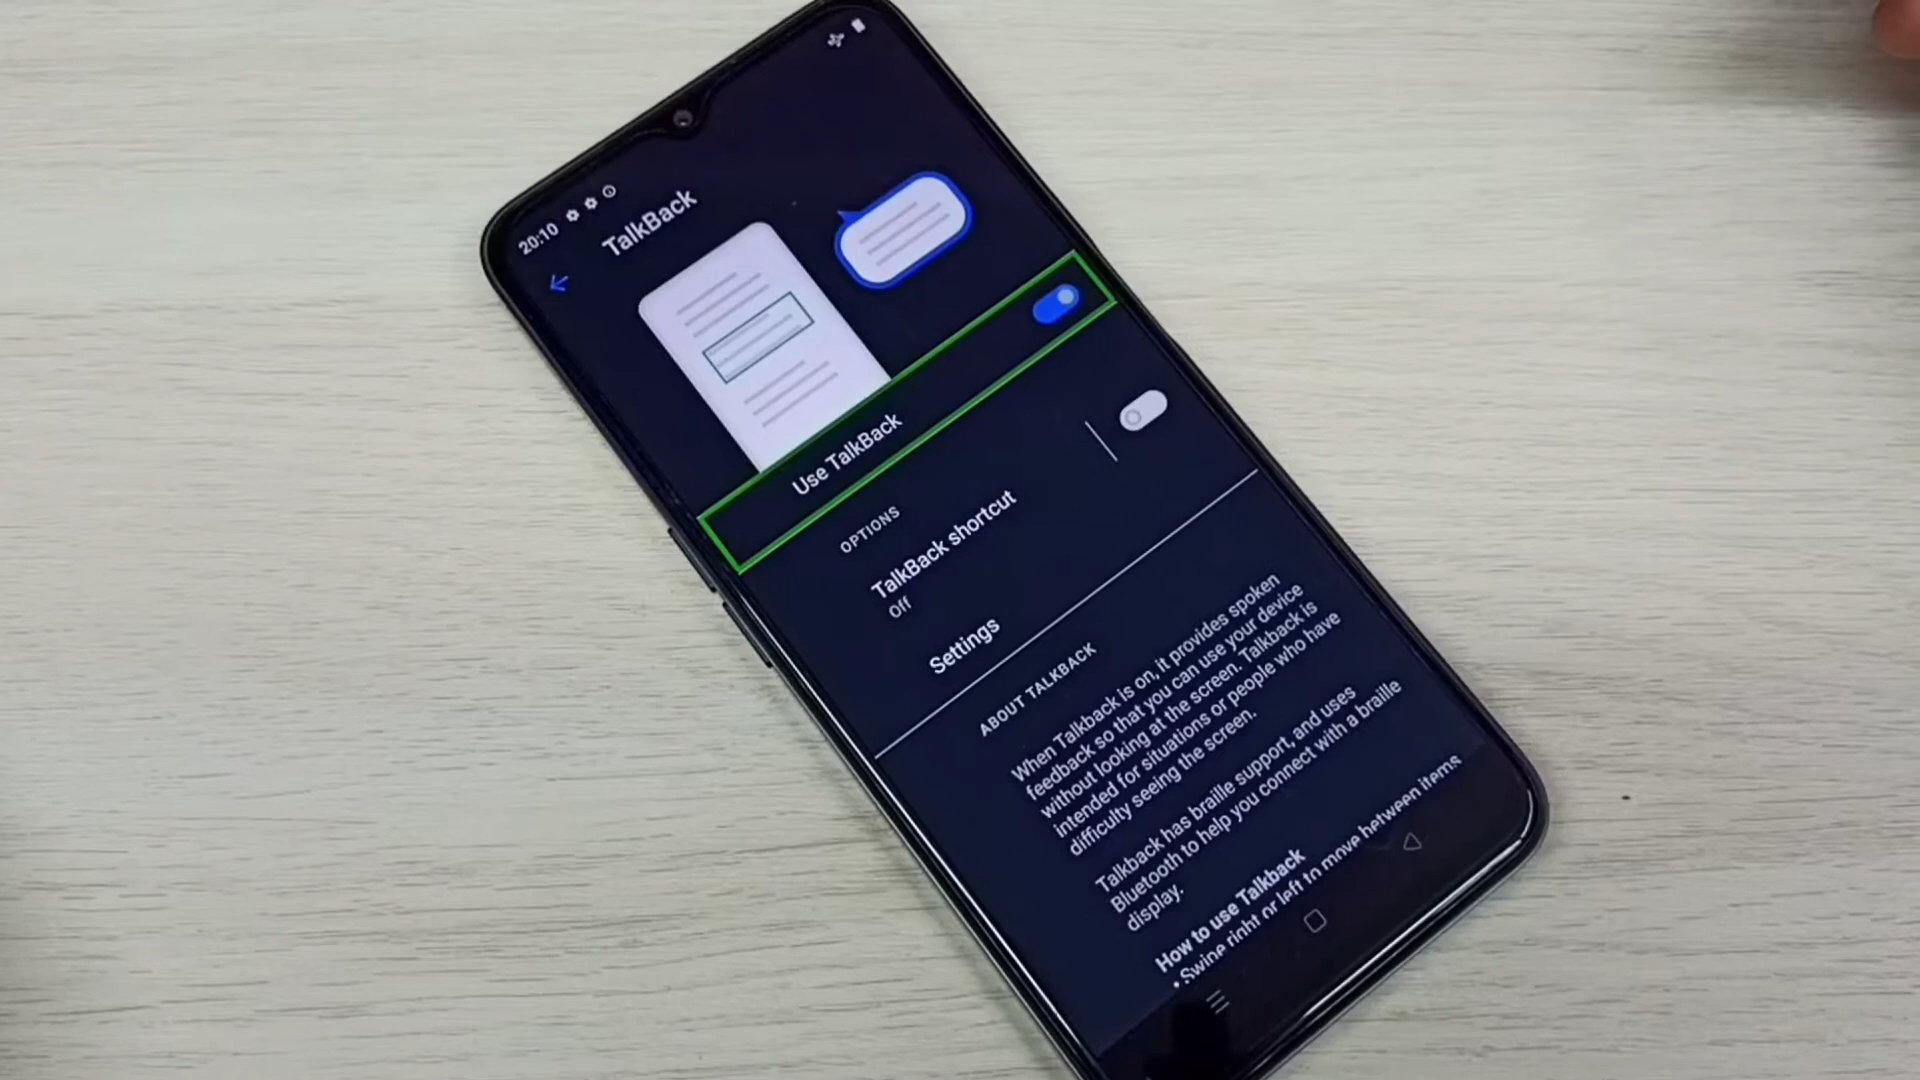 20:10
TalkBack
Use TalkBack
OPTIONS
TalkBack shortcut
Off
Settings
ABOUT TALKBACK
When Talkback is on, it provides spoken
feedback so that you can use your device
without looking at the screen. Talkback is
intended for situations or people who have
difficulty seeing the screen.
Talkback has braille support, and uses
Bluetooth to help you connect with a braille
display.
How to use Talkback
• Swipe right or left to move between items